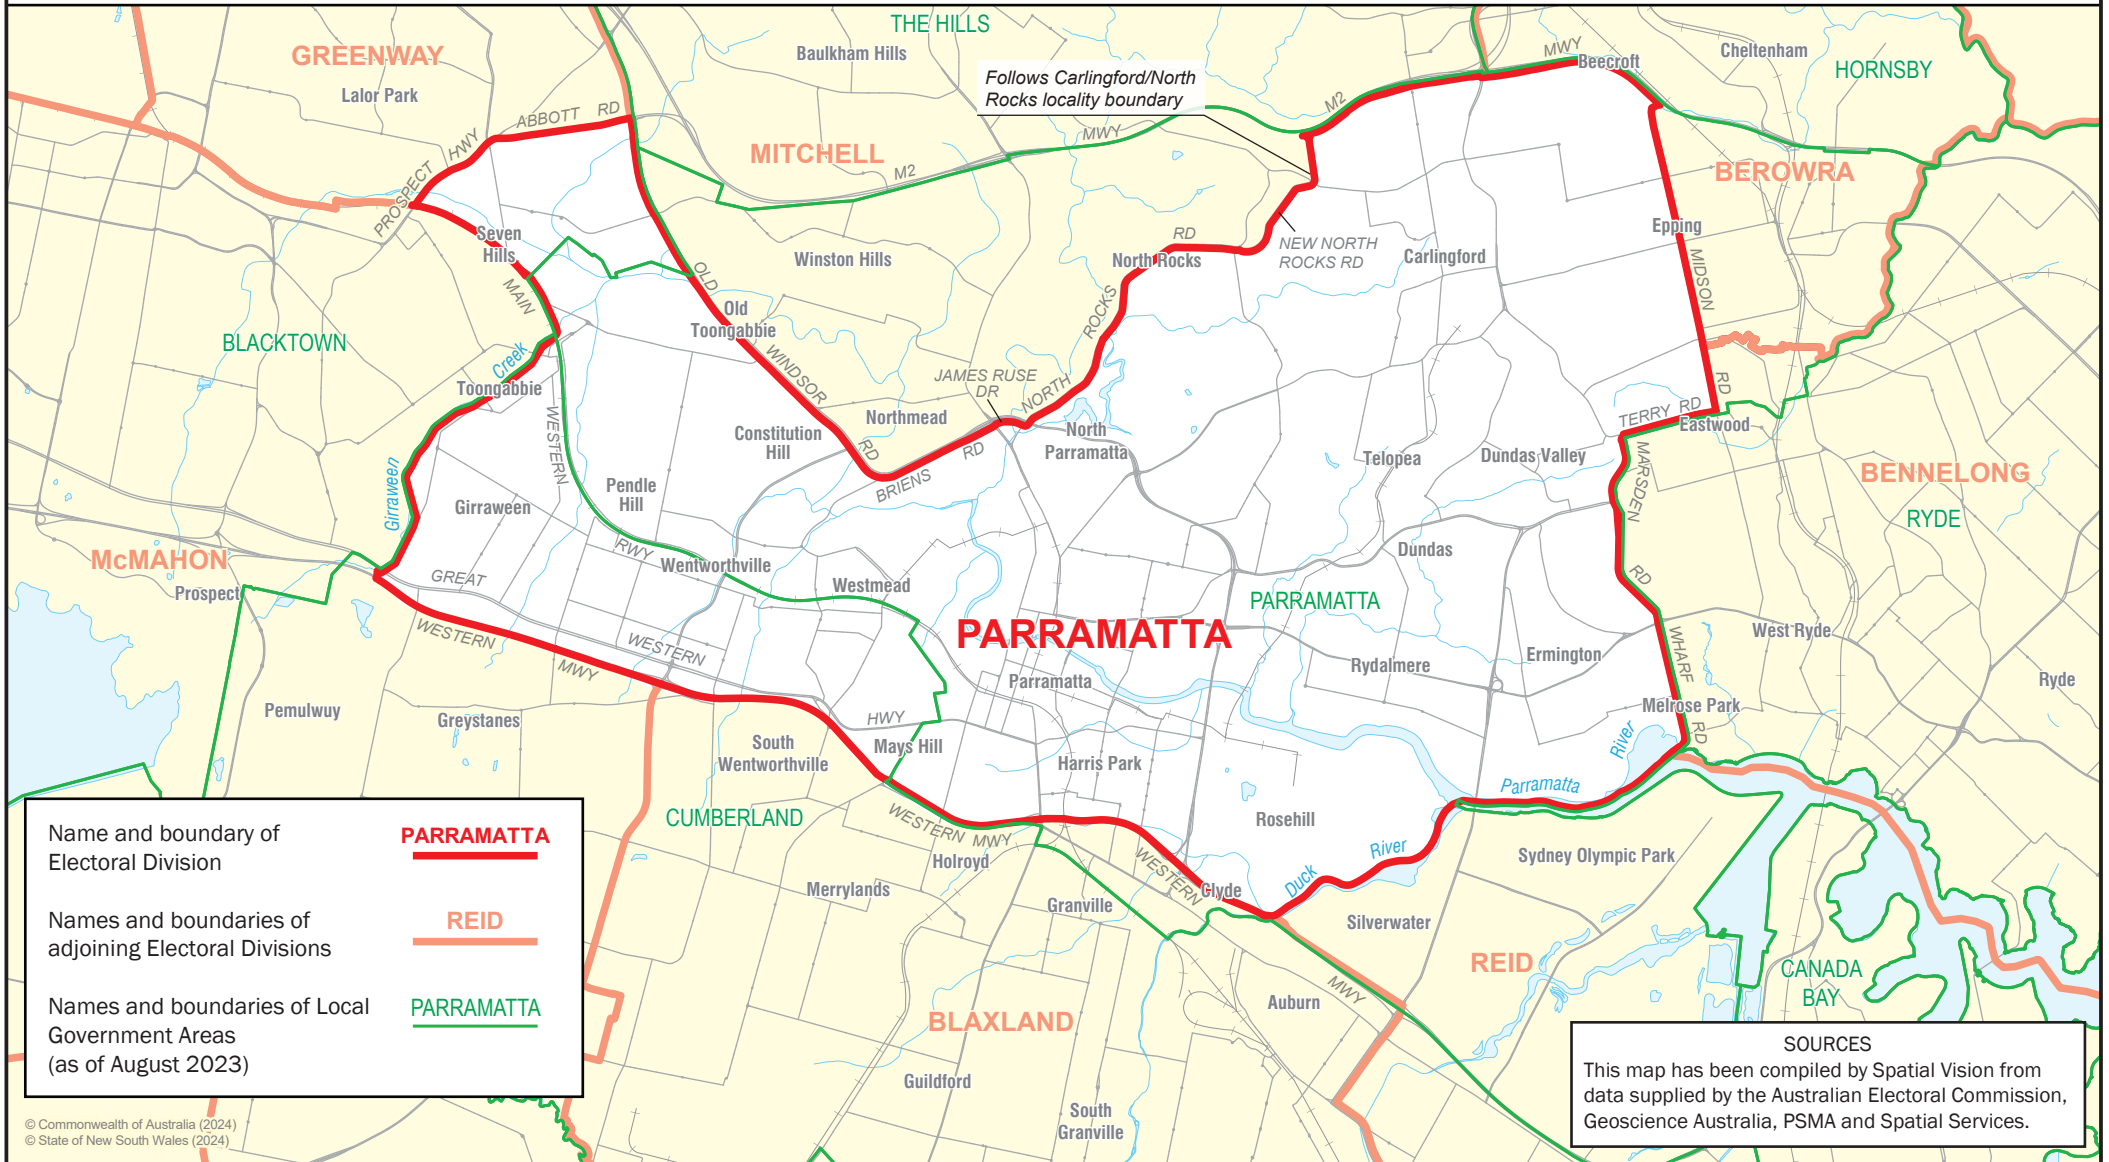 THE HILLS
GREENWAY
Baulkham Hills
MWY
Cheltenham
Beecroft
HORNSBY
Lalor Park
Follows Carlingford/North
Rocks locality boundary
ABBOTT RD
M2
MWY
HWY
MITCHELL
M2
BEROWRA
PROSPECT
Seven
Hills
Epping
RD
NEW NORTH
ROCKS RD
North Rocks
Winston Hills
Carlingford
OLD
MIDSON
MAIN
Old
Toongabbie
ROCKS
BLACKTOWN
Creek
Toongabbie
WINDSOR
JAMES RUSE
DR
NORTH
RD
WESTERN
Northmead
TERRY RD
Eastwood
Constitution
Hill
RD
North
Parramatta
RD
BRIENS
Telopea
Dundas Valley
MARSDEN
BENNELONG
Girraween
Girraween
Pendle
Hill
RYDE
McMAHON
RWY
Wentworthville
Dundas
Prospect
GREAT
Westmead
RD
PARRAMATTA
PARRAMATTA
WESTERN
WESTERN
MWY
West Ryde
WHARF
Ermington
Rydalmere
Parramatta
Ryde
Pemulwuy
Greystanes
HWY
Melrose Park
RD
River
South
Wentworthville
Mays Hill
Harris Park
Parramatta
CUMBERLAND
WESTERN MWY
Rosehill
Holroyd
River
Sydney Olympic Park
WESTERN
Duck
Clyde
Merrylands
Granville
Silverwater
REID
CANADA
BAY
MWY
Auburn
BLAXLAND
Guildford
South
Granville
Name and boundary of
Electoral Division
PARRAMATTA
Names and boundaries of
adjoining Electoral Divisions
REID
Names and boundaries of Local
Government Areas
(as of August 2023)
PARRAMATTA
© Commonwealth of Australia (2024)
© State of New South Wales (2024)
SOURCES
This map has been compiled by Spatial Vision from
data supplied by the Australian Electoral Commission,
Geoscience Australia, PSMA and Spatial Services.